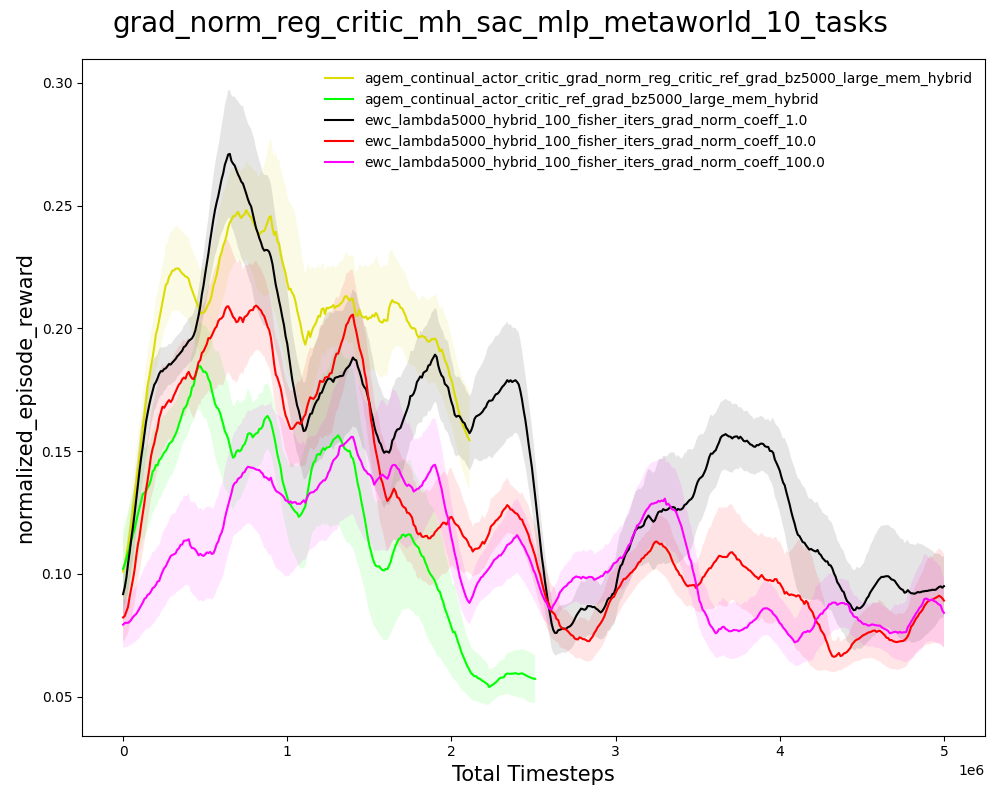 grad_norm_reg_critic_mh_sac_mlp_metaworld_10_tasks
agem_continual_actor_critic_grad_norm_reg_critic_ref_grad_bz5000_large_mem_hybrid
agem_continual_actor_critic_ref_grad_bz5000_large_mem_hybrid
ewc_lambda5000_hybrid_100_fisher_iters_grad_norm_coeff_1.0
ewc_lambda5000_hybrid_100_fisher_iters_grad_norm_coeff_10.0
ewc_lambda5000_hybrid_100_fisher_iters_grad_norm_coeff_100.0
normalized_episode_reward
0.30
0.25
0.20
0.15
0.10
0.05
0 1 2 3 4 5
1e6
Total Timesteps